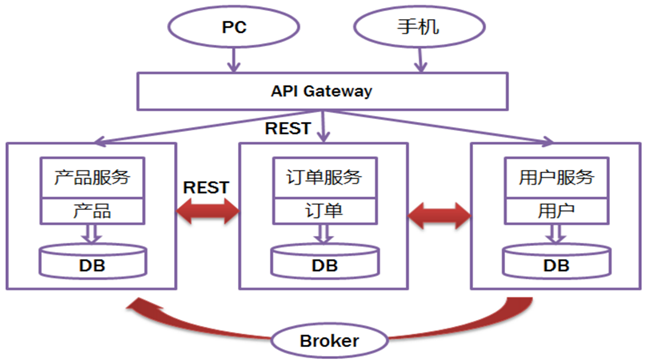 PC
手机
API Gateway
REST
产品服务
产品
DB
REST
订单服务
订单
DB
用户服务
用户
DB
Broker